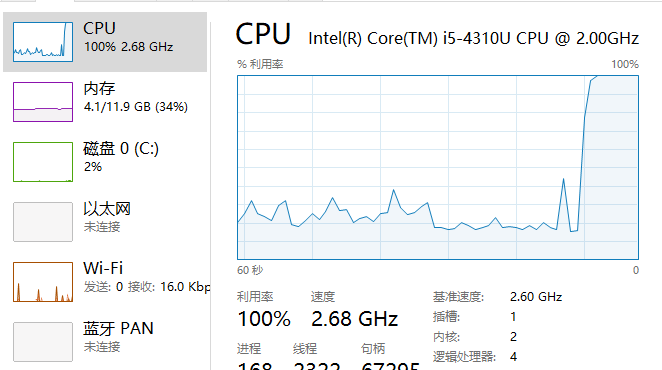 CPU
100% 2.68 GHz
内存
4.1/11.9 GB (34%)
磁盘 0 (C:)
2%
以太网
未连接
Wi-Fi
发送: 0 接收: 16.0 Kbp
蓝牙 PAN
未连接
CPU Intel(R) Core(TM) i5-4310U CPU @ 2.00GHz
% 利用率 100%
60 秒 0
利用率 速度
100% 2.68 GHz
进程 线程 句柄
168 2322 67295
基准速度: 2.60 GHz
插槽: 1
内核: 2
逻辑处理器: 4